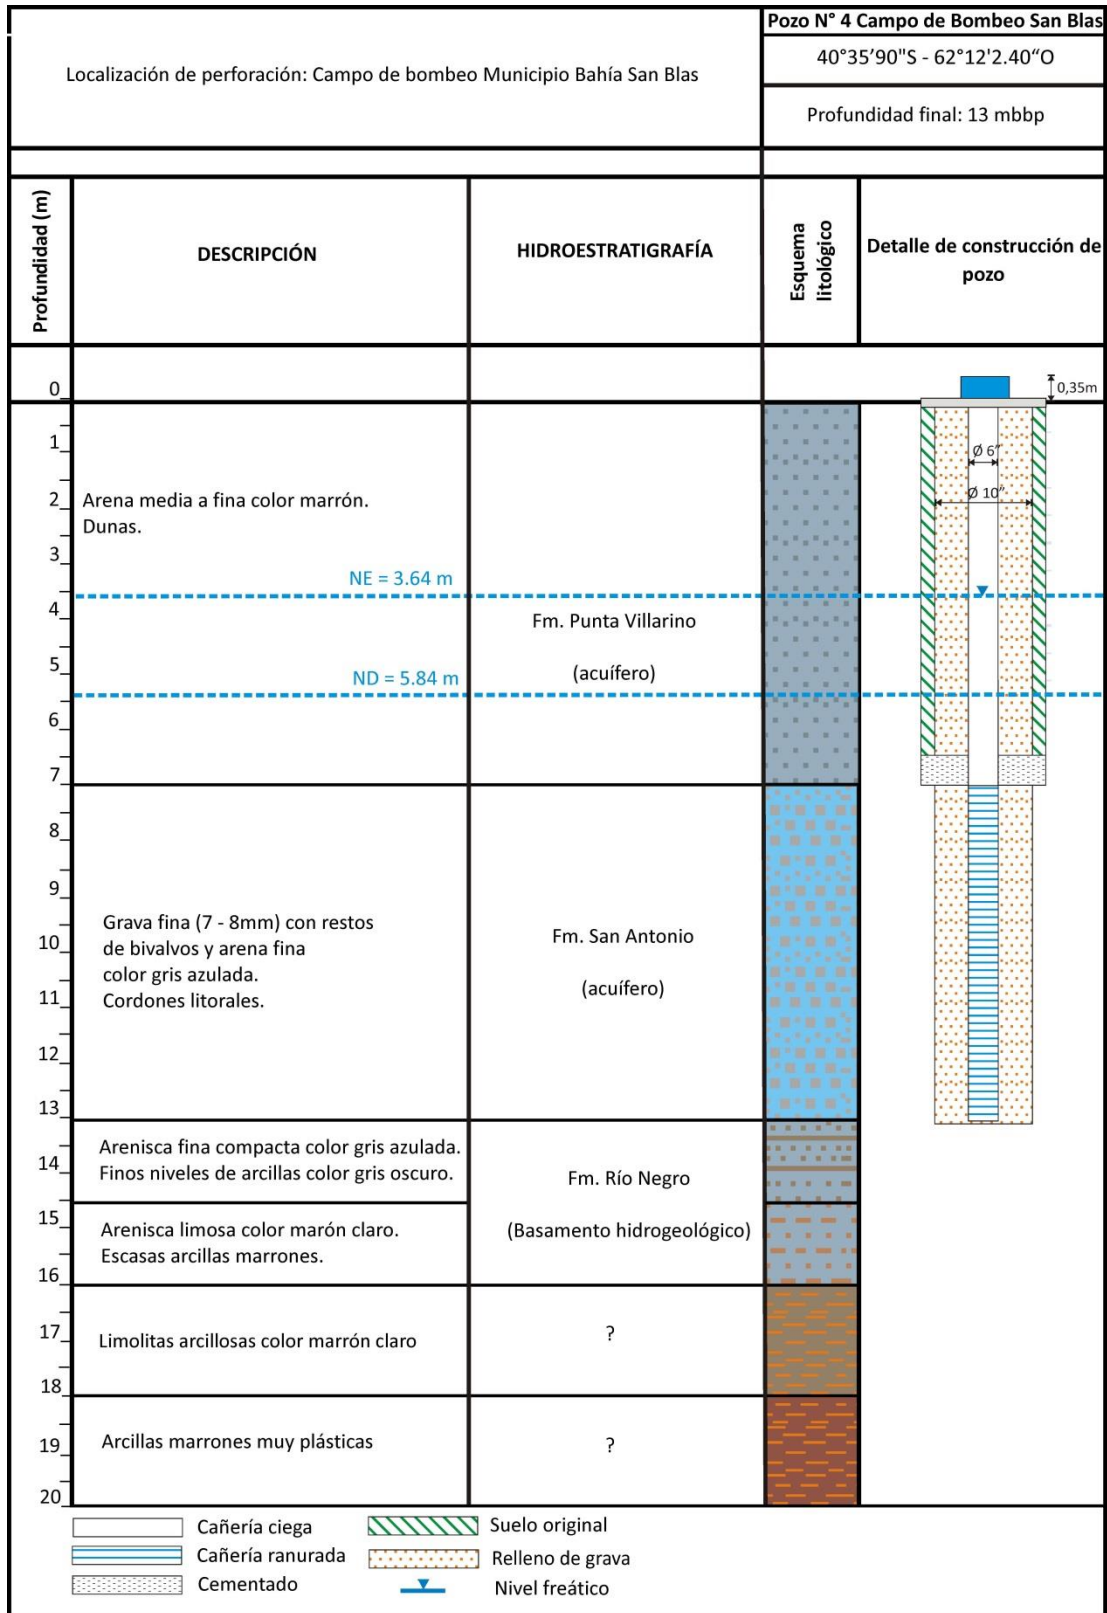 Pozo N° 4 Campo de Bombeo San Blas
Localización de perforación: Campo de bombeo Municipio Bahía San Blas
40°35’90"S - 62°12'2.40“O
Profundidad final: 13 mbbp
Profundidad (m)
DESCRIPCIÓN
HIDROESTRATIGRAFÍA
Esquema
litológico
Detalle de construcción de
pozo
0
0,35m
1
Ø 6”
2
Arena media a fina color marrón.
Ø 10”
Dunas.
3
NE = 3.64 m
4
Fm. Punta Villarino
5
(acuífero)
ND = 5.84 m
6
7
8
9
Grava fina (7 - 8mm) con restos
10
de bivalvos y arena fina
Fm. San Antonio
color gris azulada.
(acuífero)
11
Cordones litorales.
12
13
Arenisca fina compacta color gris azulada.
14
Finos niveles de arcillas color gris oscuro.
Fm. Río Negro
15
Arenisca limosa color marón claro.
(Basamento hidrogeológico)
Escasas arcillas marrones.
16
17
Limolitas arcillosas color marrón claro
?
18
19
Arcillas marrones muy plásticas
?
20
Cañería ciega
Suelo original
Cañería ranurada
Relleno de grava
Cementado
Nivel freático